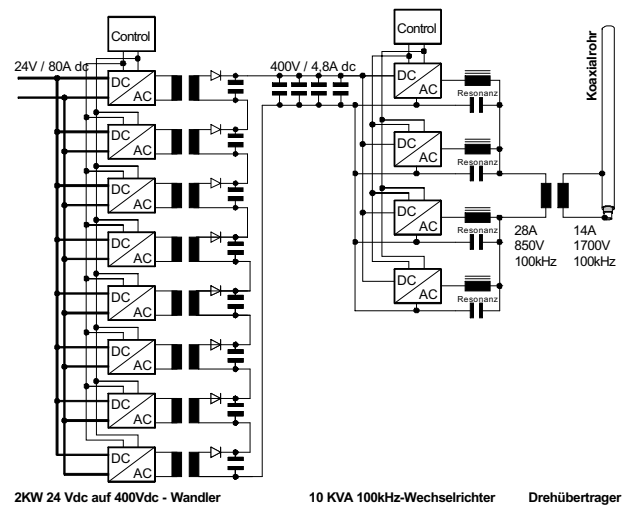 Control
Control
24V / 80A dc
400V / 4,8A dc
DC
AC
DC
AC
DC
AC
DC
AC
DC
AC
DC
AC
DC
AC
DC
AC
DC
AC
Resonanz
DC
AC
Resonanz
DC
AC
Resonanz
DC
AC
Resonanz
Koaxialrohr
28A
850V
100kHz
14A
1700V
100kHz
2KW 24 Vdc auf 400Vdc - Wandler
10 KVA 100kHz-Wechselrichter
Drehübertrager